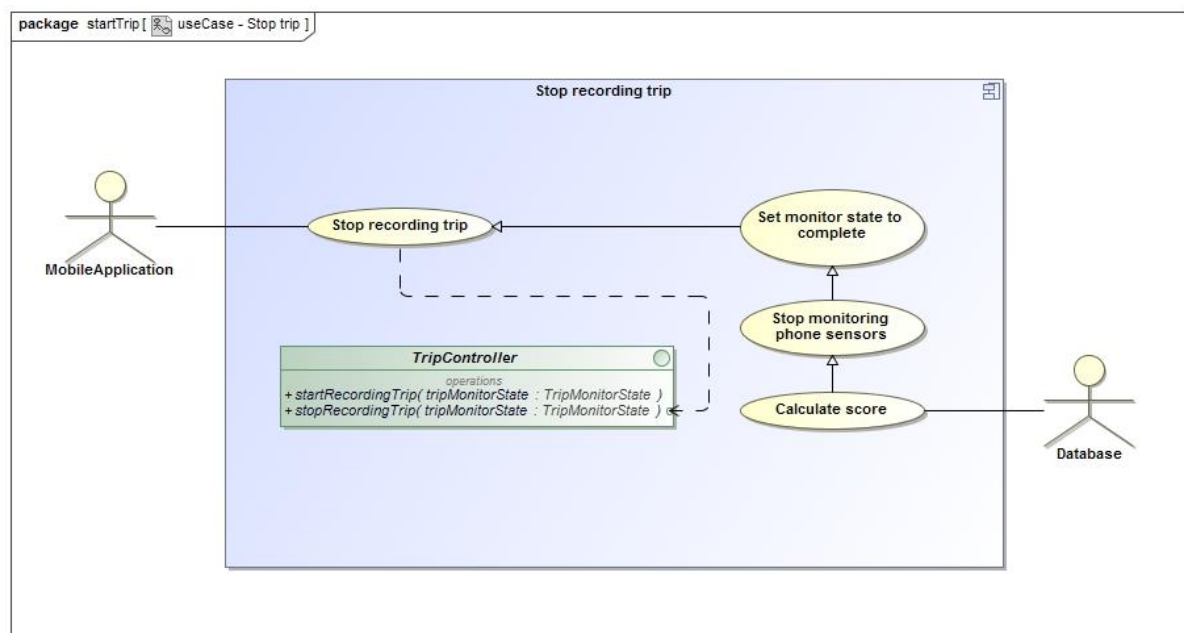 package startTrip [ useCase - Stop trip ]
Stop recording trip
MobileApplication
Stop recording trip
Set monitor state to
complete
Stop monitoring
phone sensors
TripController
operations
+ startRecordingTrip( tripMonitorState : TripMonitorState )
+ stopRecordingTrip( tripMonitorState : TripMonitorState )
Calculate score
Database